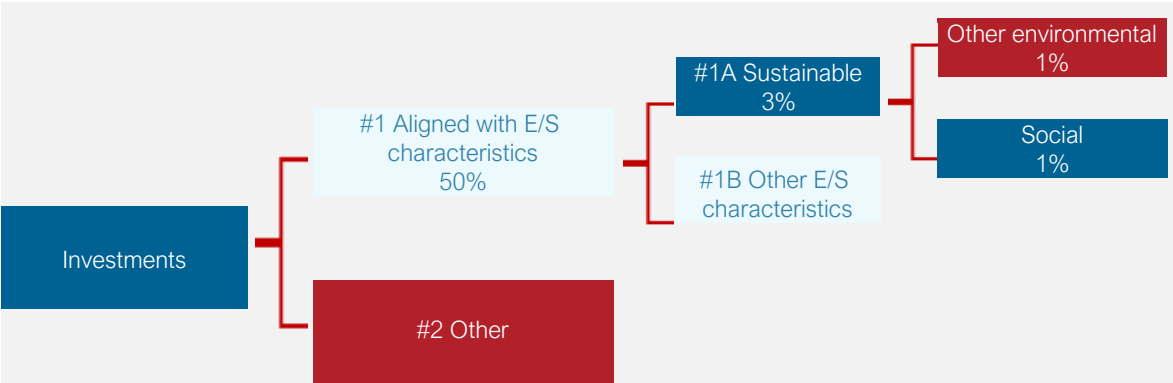 Investments
#1 Aligned with E/S
characteristics
50%
#2 Other
#1A Sustainable
3%
#1B Other E/S
characteristics
Other environmental
1%
Social
1%